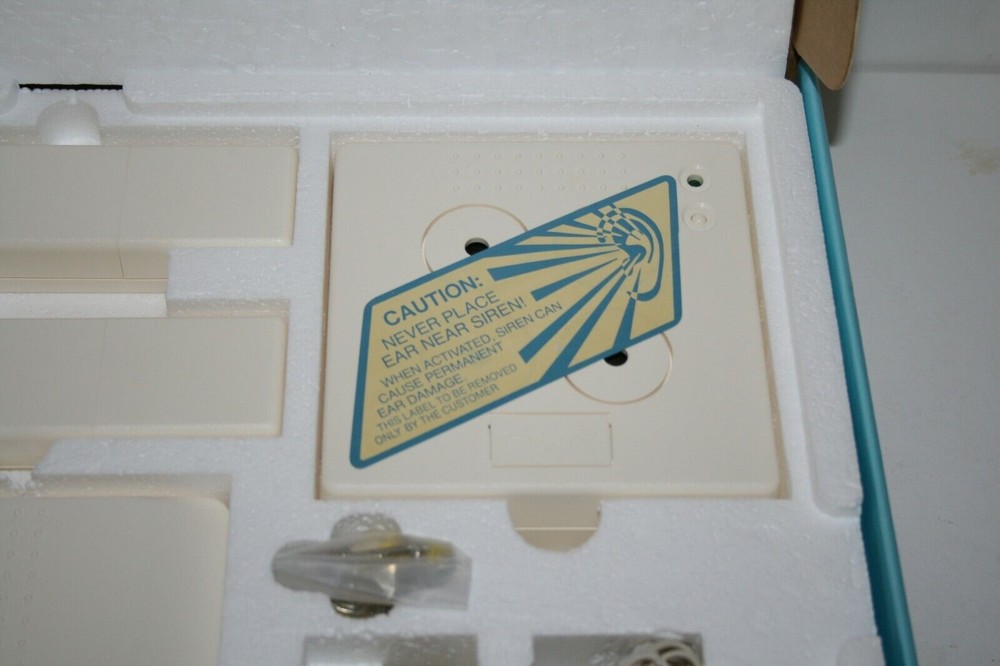 CAUTION:
NEVER PLACE
EAR NEAR SIREN!
WHEN ACTIVATED, SIREN CAN
CAUSE PERMANENT
EAR DAMAGE.
THIS LABEL TO BE REMOVED
ONLY BY THE CUSTOMER